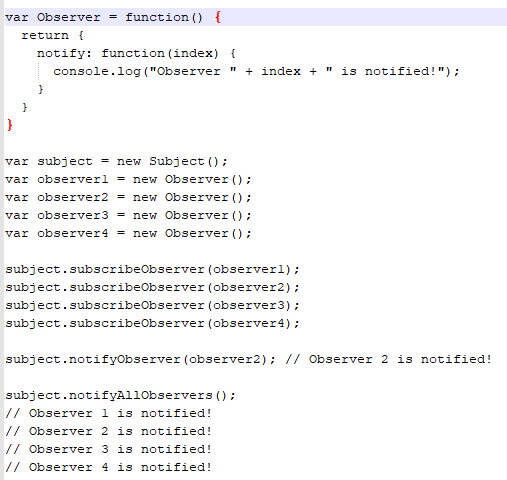 var Observer = function() {
  return {
    notify: function(index) {
      console.log("Observer " + index + " is notified!");
    }
  }
}

var subject = new Subject();
var observer1 = new Observer();
var observer2 = new Observer();
var observer3 = new Observer();
var observer4 = new Observer();

subject.subscribeObserver(observer1);
subject.subscribeObserver(observer2);
subject.subscribeObserver(observer3);
subject.subscribeObserver(observer4);

subject.notifyObserver(observer2); // Observer 2 is notified!

subject.notifyAllObservers();
// Observer 1 is notified!
// Observer 2 is notified!
// Observer 3 is notified!
// Observer 4 is notified!